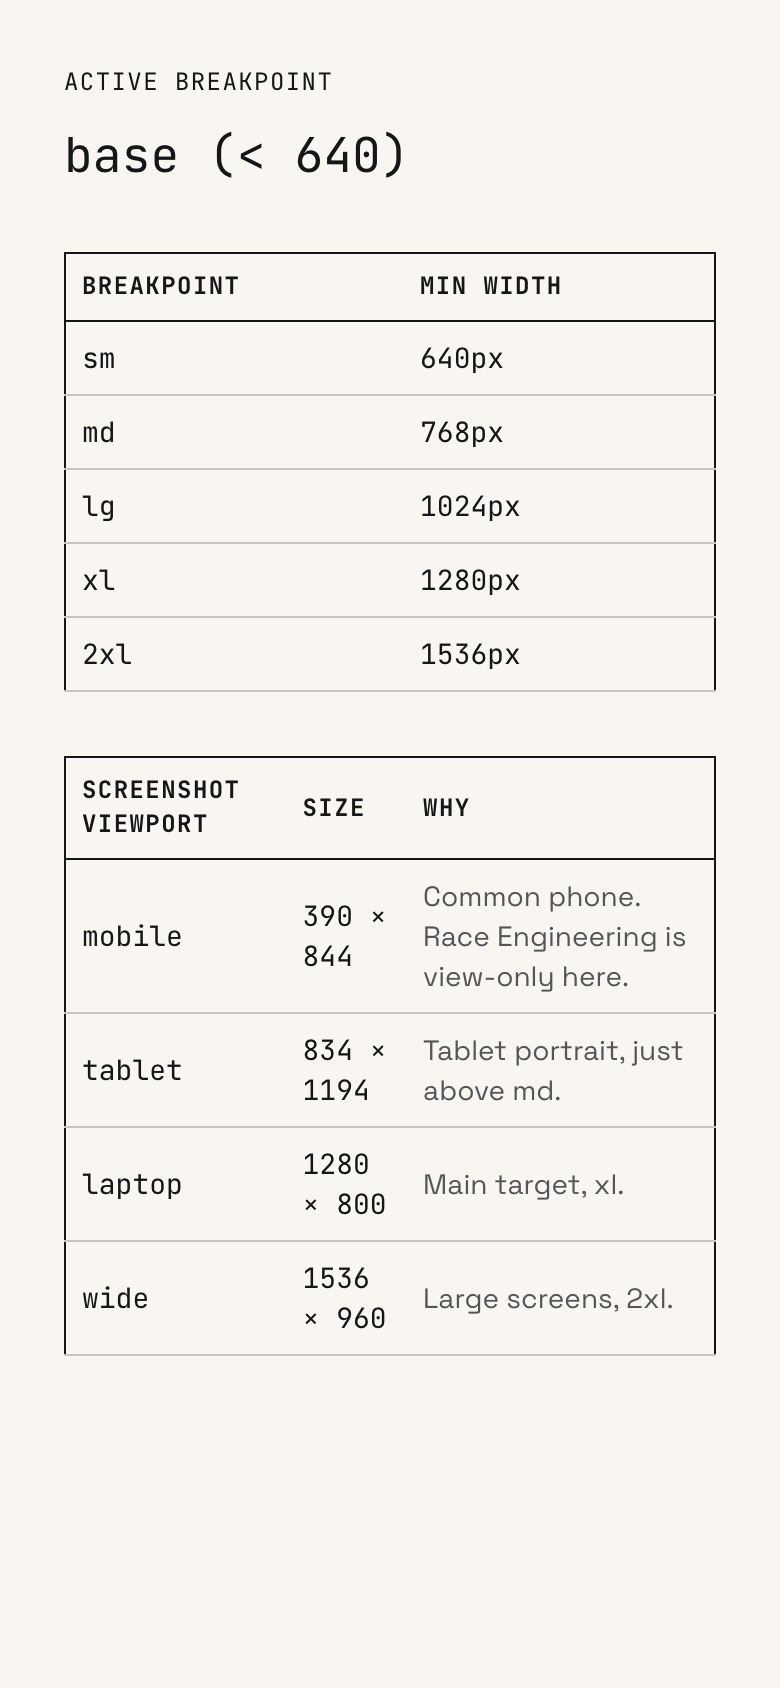 ACTIVE BREAKPOINT
base (< 640)
BREAKPOINT MIN WIDTH
sm 640px
md 768px
lg 1024px
xl 1280px
2xl 1536px
SCREENSHOT
VIEWPORT SIZE WHY
mobile 390 ×
844 Common phone.
Race Engineering is
view-only here.
tablet 834 ×
1194 Tablet portrait, just
above md.
laptop 1280
× 800 Main target, xl.
wide 1536
× 960 Large screens, 2xl.